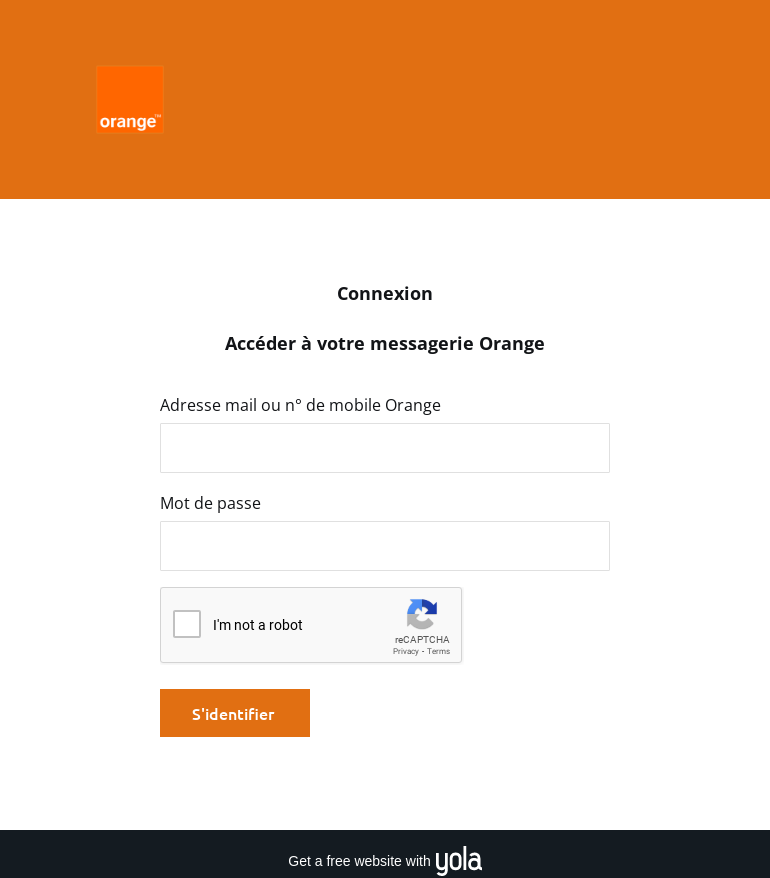 orange™
Connexion
Accéder à votre messagerie Orange
Adresse mail ou n° de mobile Orange
Mot de passe
I'm not a robot
reCAPTCHA
Privacy - Terms
S'identifier
Get a free website with yola